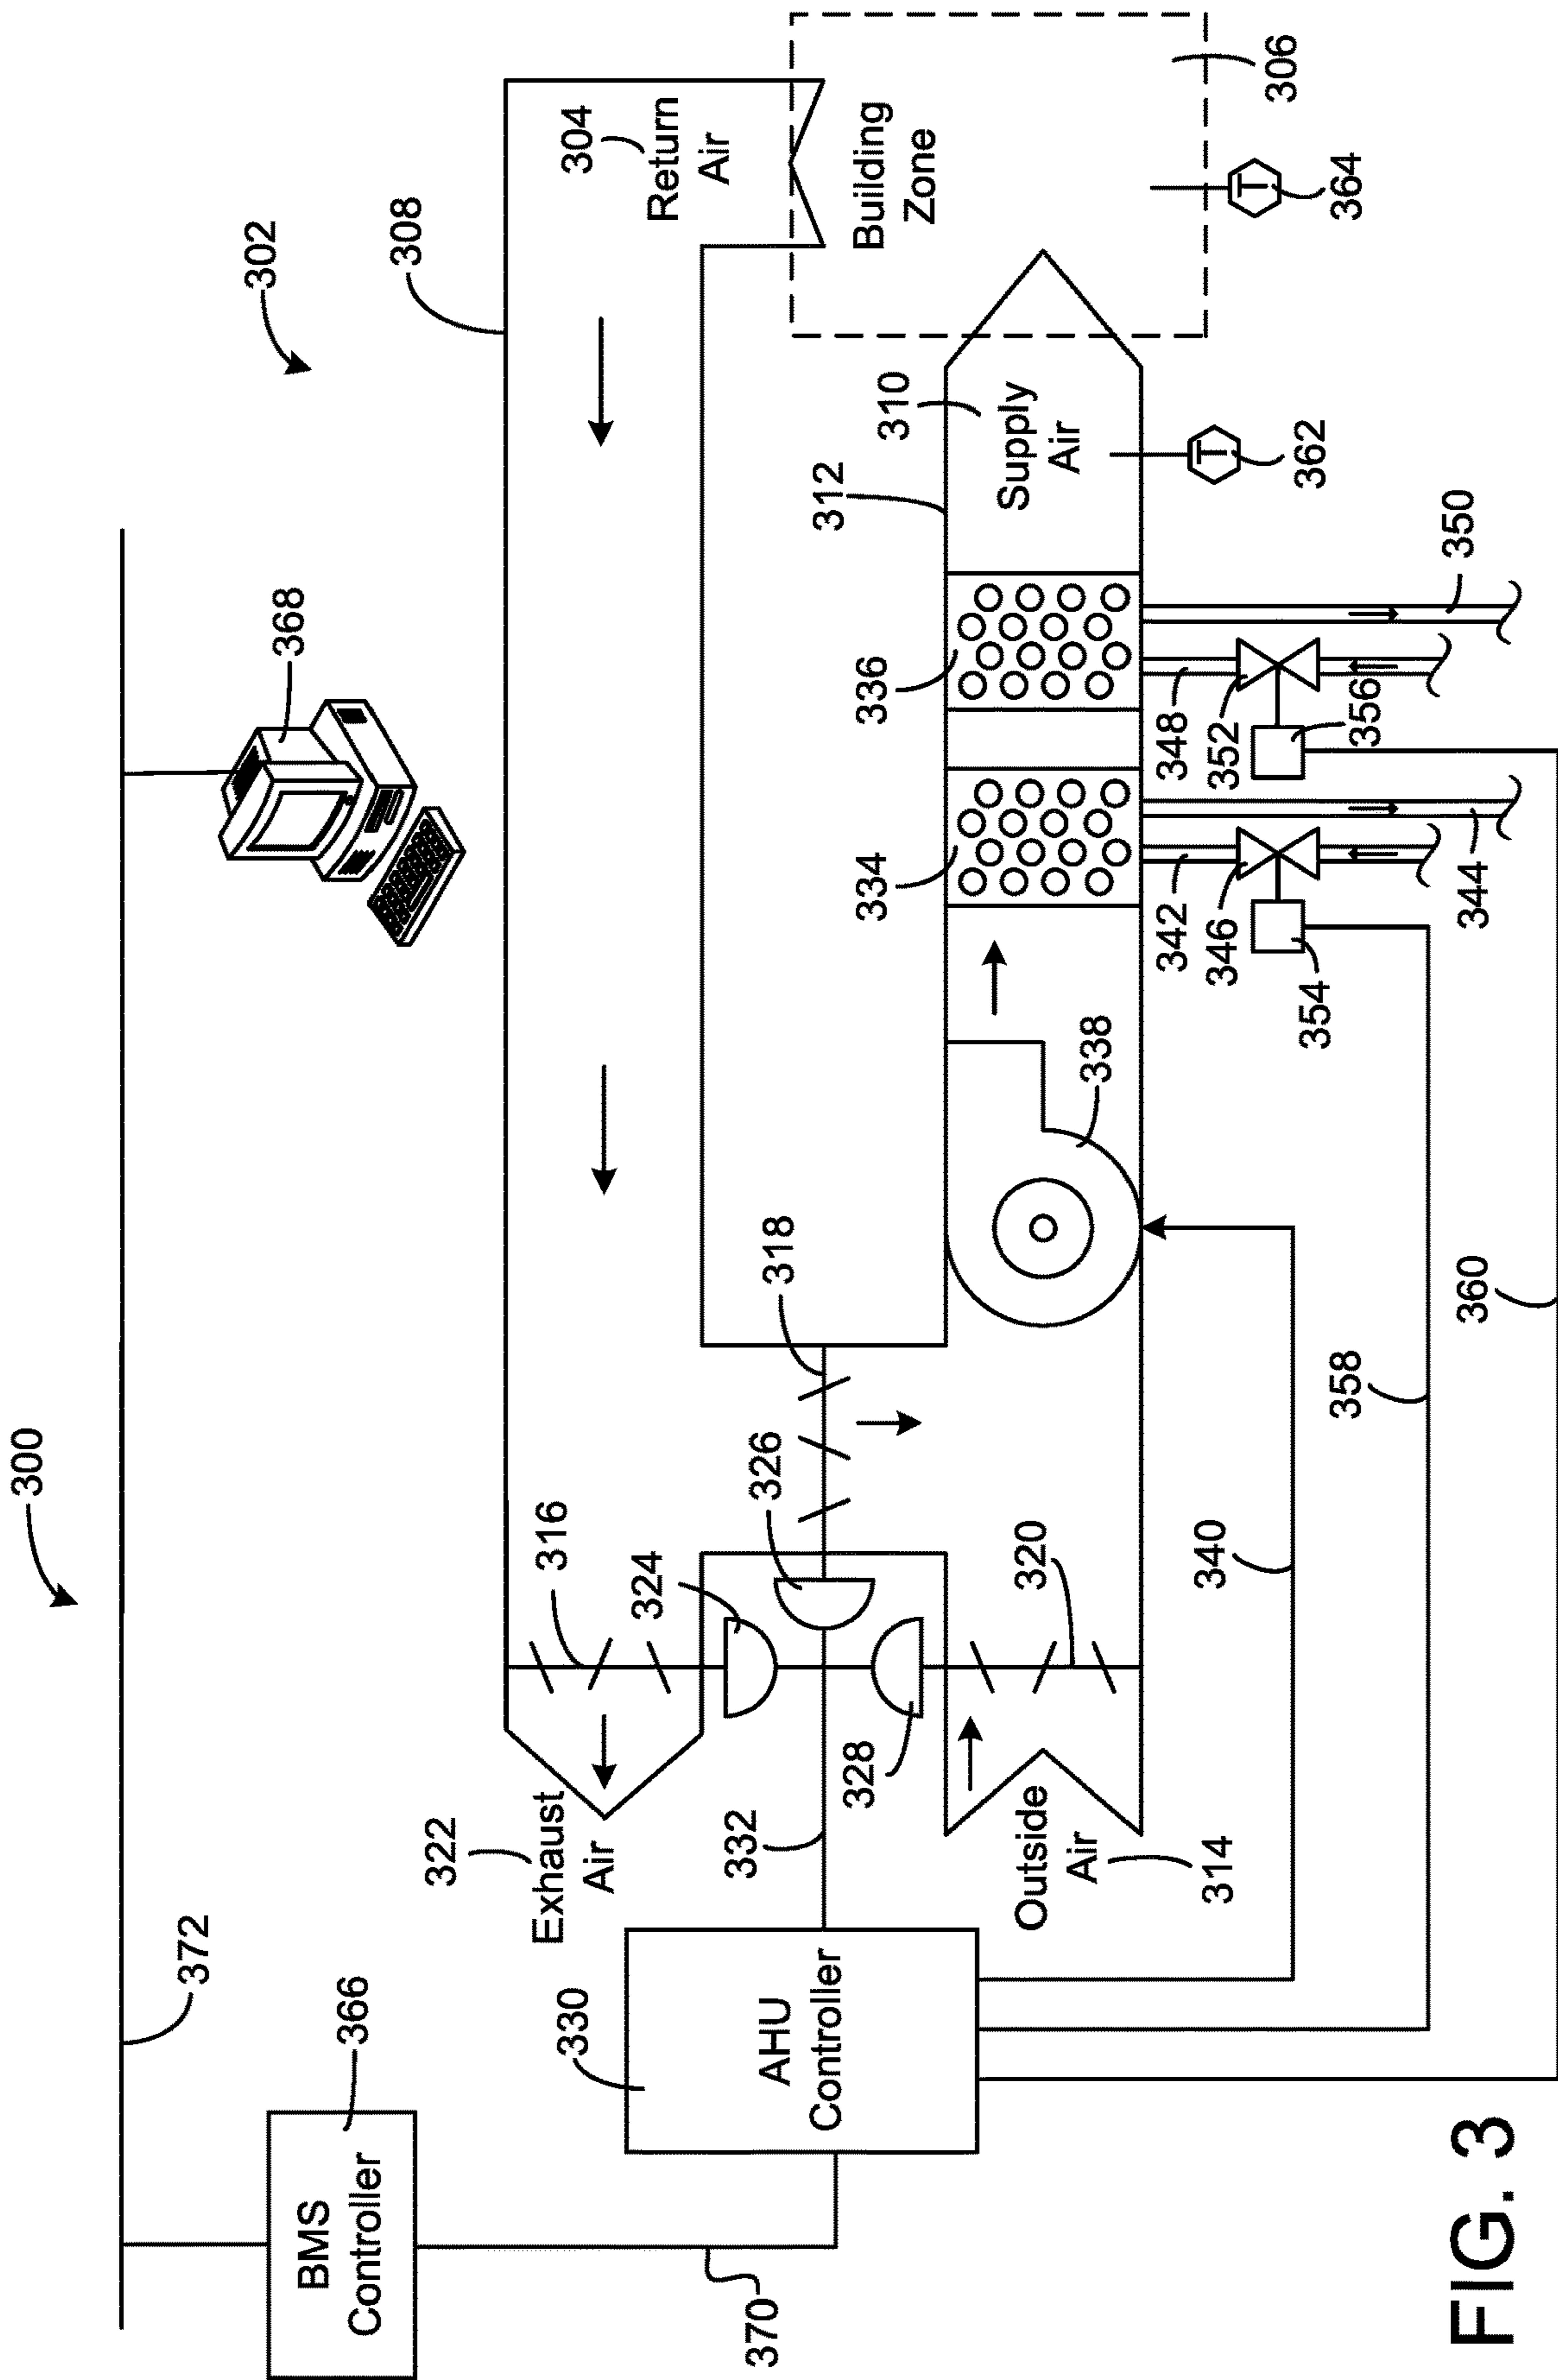 300
372
BMS
Controller
366
370
368
302
308
304
Return
Air
Building
Zone
306
364
322
Exhaust
Air
316
324
326
318
332
328
330
AHU
Controller
Outside
Air
314
320
340
338
334
336
312
310
Supply
Air
T
362
T
342
346
354
344
348
352
356
350
358
360
FIG. 3